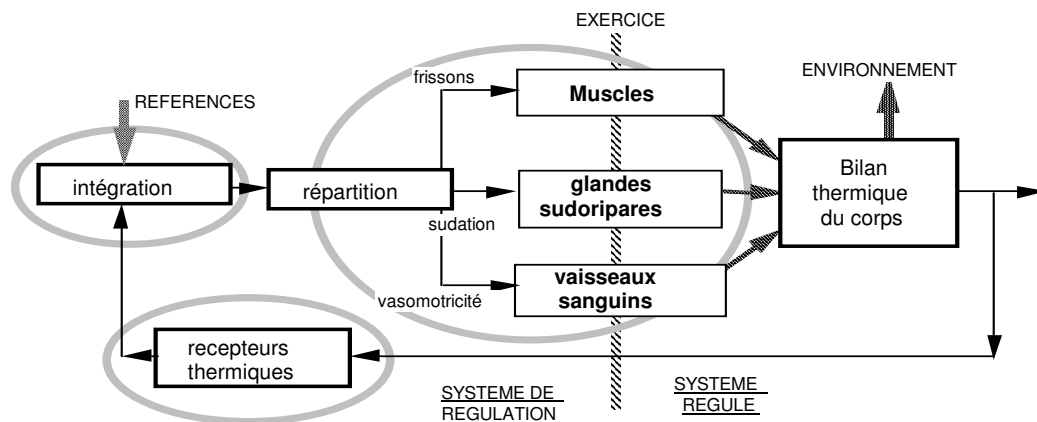 EXERCICE
ENVIRONNEMENT
frissons
REFERENCES
Muscles
intégration
répartition
glandes
sudoripares
Bilan
thermique
du corps
sudation
vasomotricité
vaisseaux
sanguins
recepteurs
thermiques
SYSTEME DE
REGULATION
SYSTEME
REGULE